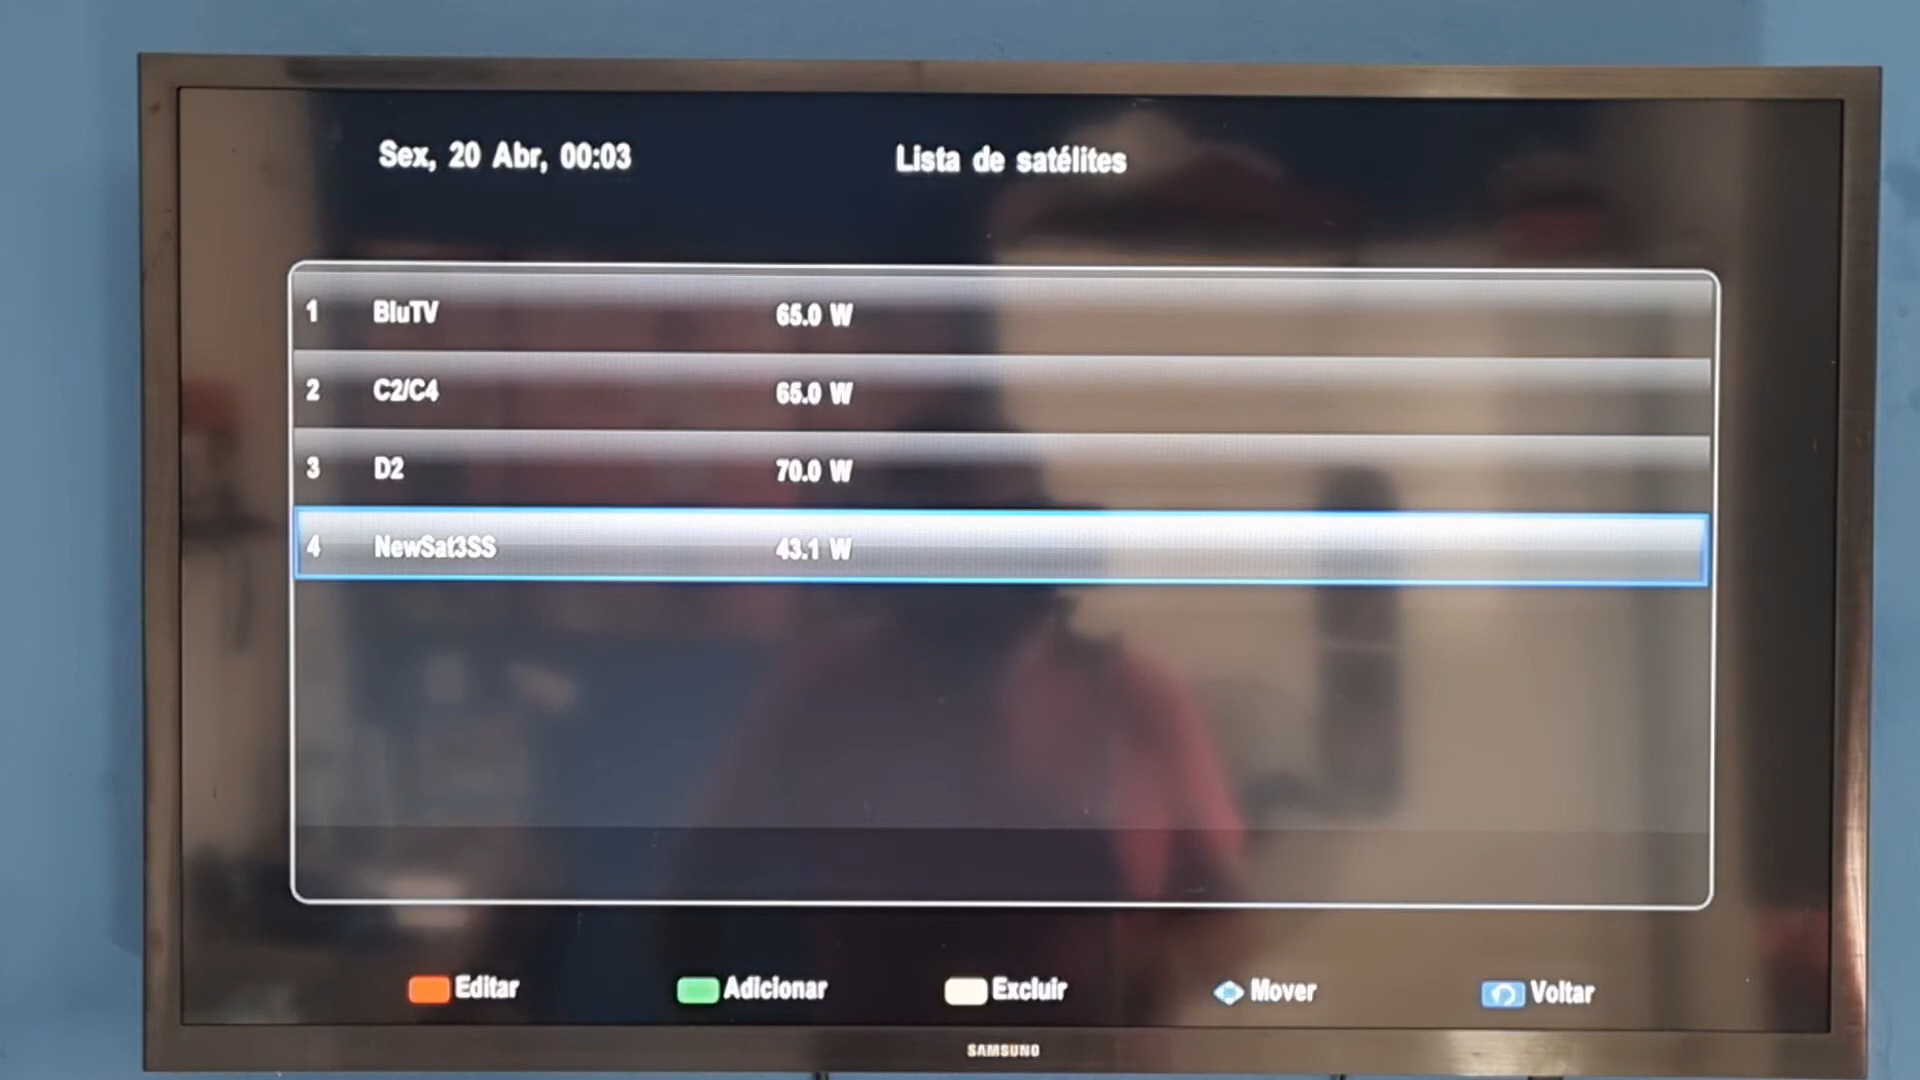 Sex, 20 Abr, 00:03
Lista de satélites
1 BluTV 65.0 W
2 C2/C4 65.0 W
3 D2 70.0 W
4 NewSat3SS 43.1 W
Editar Adicionar Excluir Mover Voltar
SAMSUNG